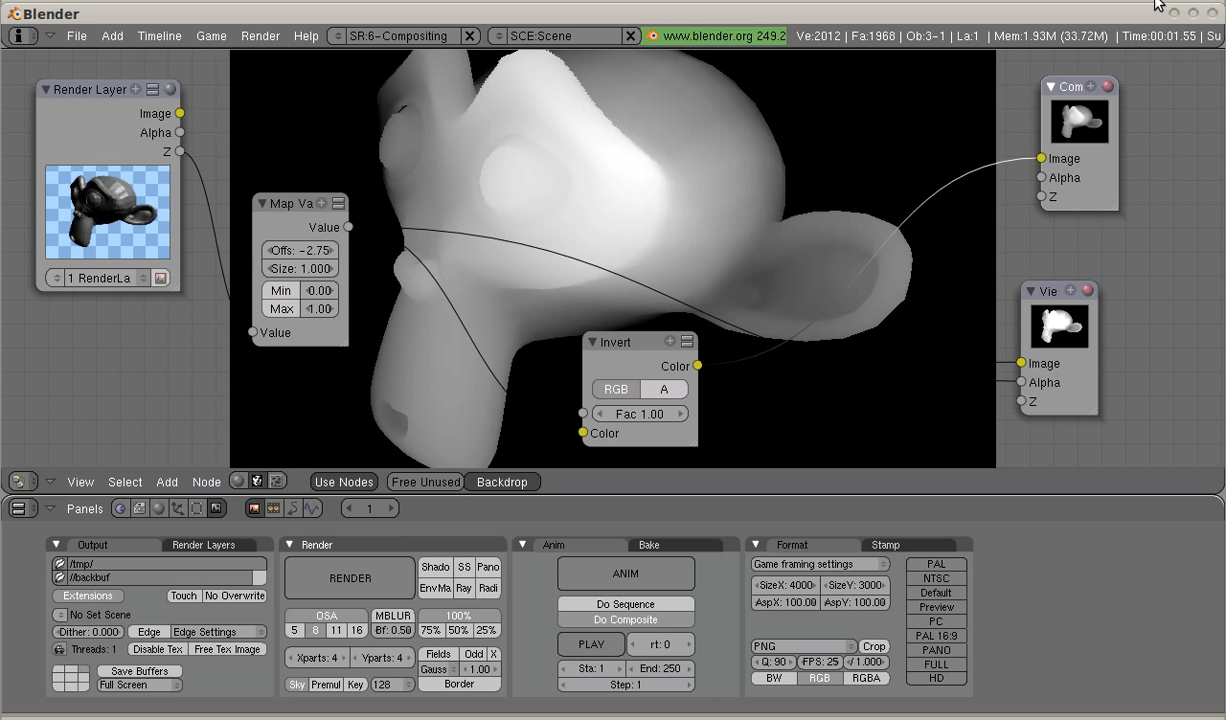 Blender
File Add Timeline Game Render Help SR:6-Compositing X SCE:Scene X www.blender.org 249.2 Ve:2012 | Fa:1968 | Ob:3-1 | La:1 | Mem:1.93M (33.72M) | Time:00:01.55 | Su
Render Layer
Image
Alpha
Z
1 RenderLa
Map Va
Value
Offs: -2.75
Size: 1.000
Min 0.00
Max 1.00
Value
Invert
Color
RGB A
Fac 1.00
Color
Com
Image
Alpha
Z
Vie
Image
Alpha
Z
View Select Add Node Use Nodes Free Unused Backdrop
Panels 1
Output Render Layers
/tmp/
//backbuf
Extensions Touch No Overwrite
No Set Scene
Dither: 0.000 Edge Edge Settings
Threads: 1 Disable Tex Free Tex Image
Save Buffers
Full Screen
Render
RENDER
Shado SS Pano
EnvMa Ray Radi
OSA MBLUR 100%
5 8 11 16 Bf: 0.50 75% 50% 25%
Xparts: 4 Yparts: 4 Fields Odd X
Gauss 1.00
Sky Premul Key 128 Border
Anim Bake
ANIM
Do Sequence
Do Composite
PLAY rt: 0
Sta: 1 End: 250
Step: 1
Format Stamp
Game framing settings
SizeX: 4000 SizeY: 3000
AspX: 100.00 AspY: 100.00
PNG Crop
Q: 90 FPS: 25 /1.000
BW RGB RGBA
PAL
NTSC
Default
Preview
PC
PAL 16:9
PANO
FULL
HD